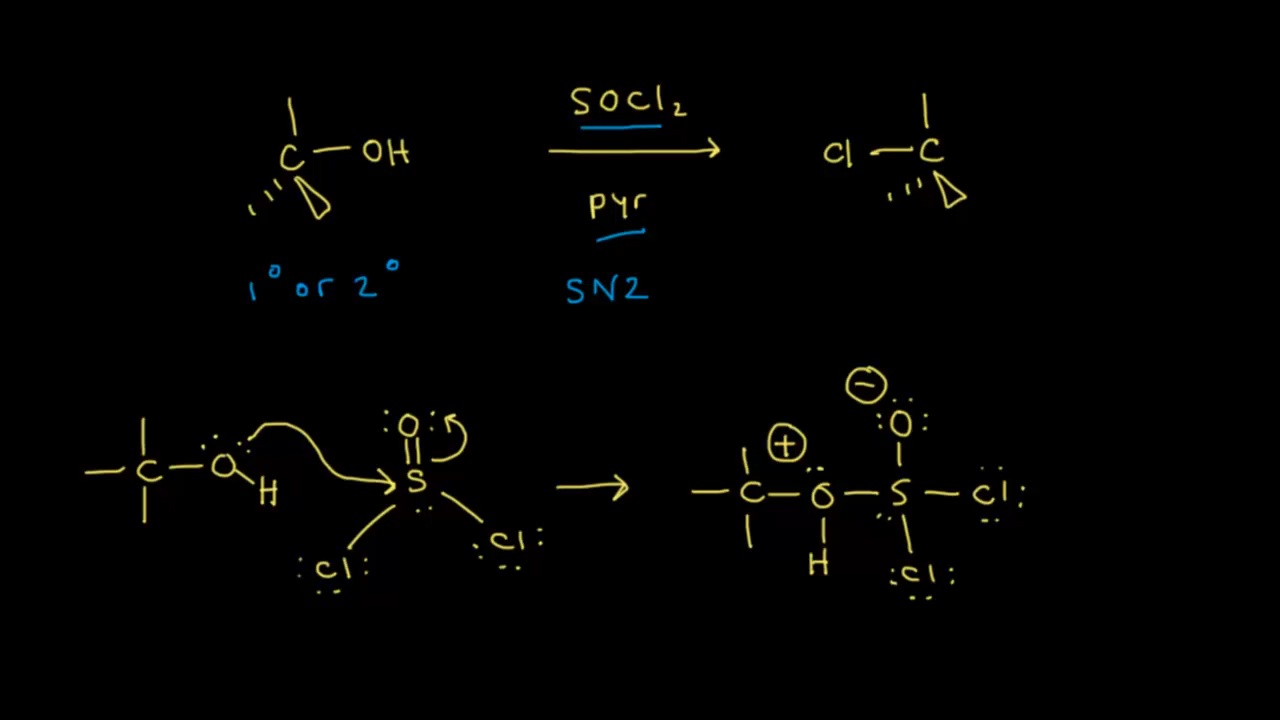 SOCl₂
C — OH → Cl — C
pyr
1° or 2° SN2
⊖
:O: :O:
⊕
C — O S → C — O — S — Cl:
H
:Cl: :Cl: H :Cl: